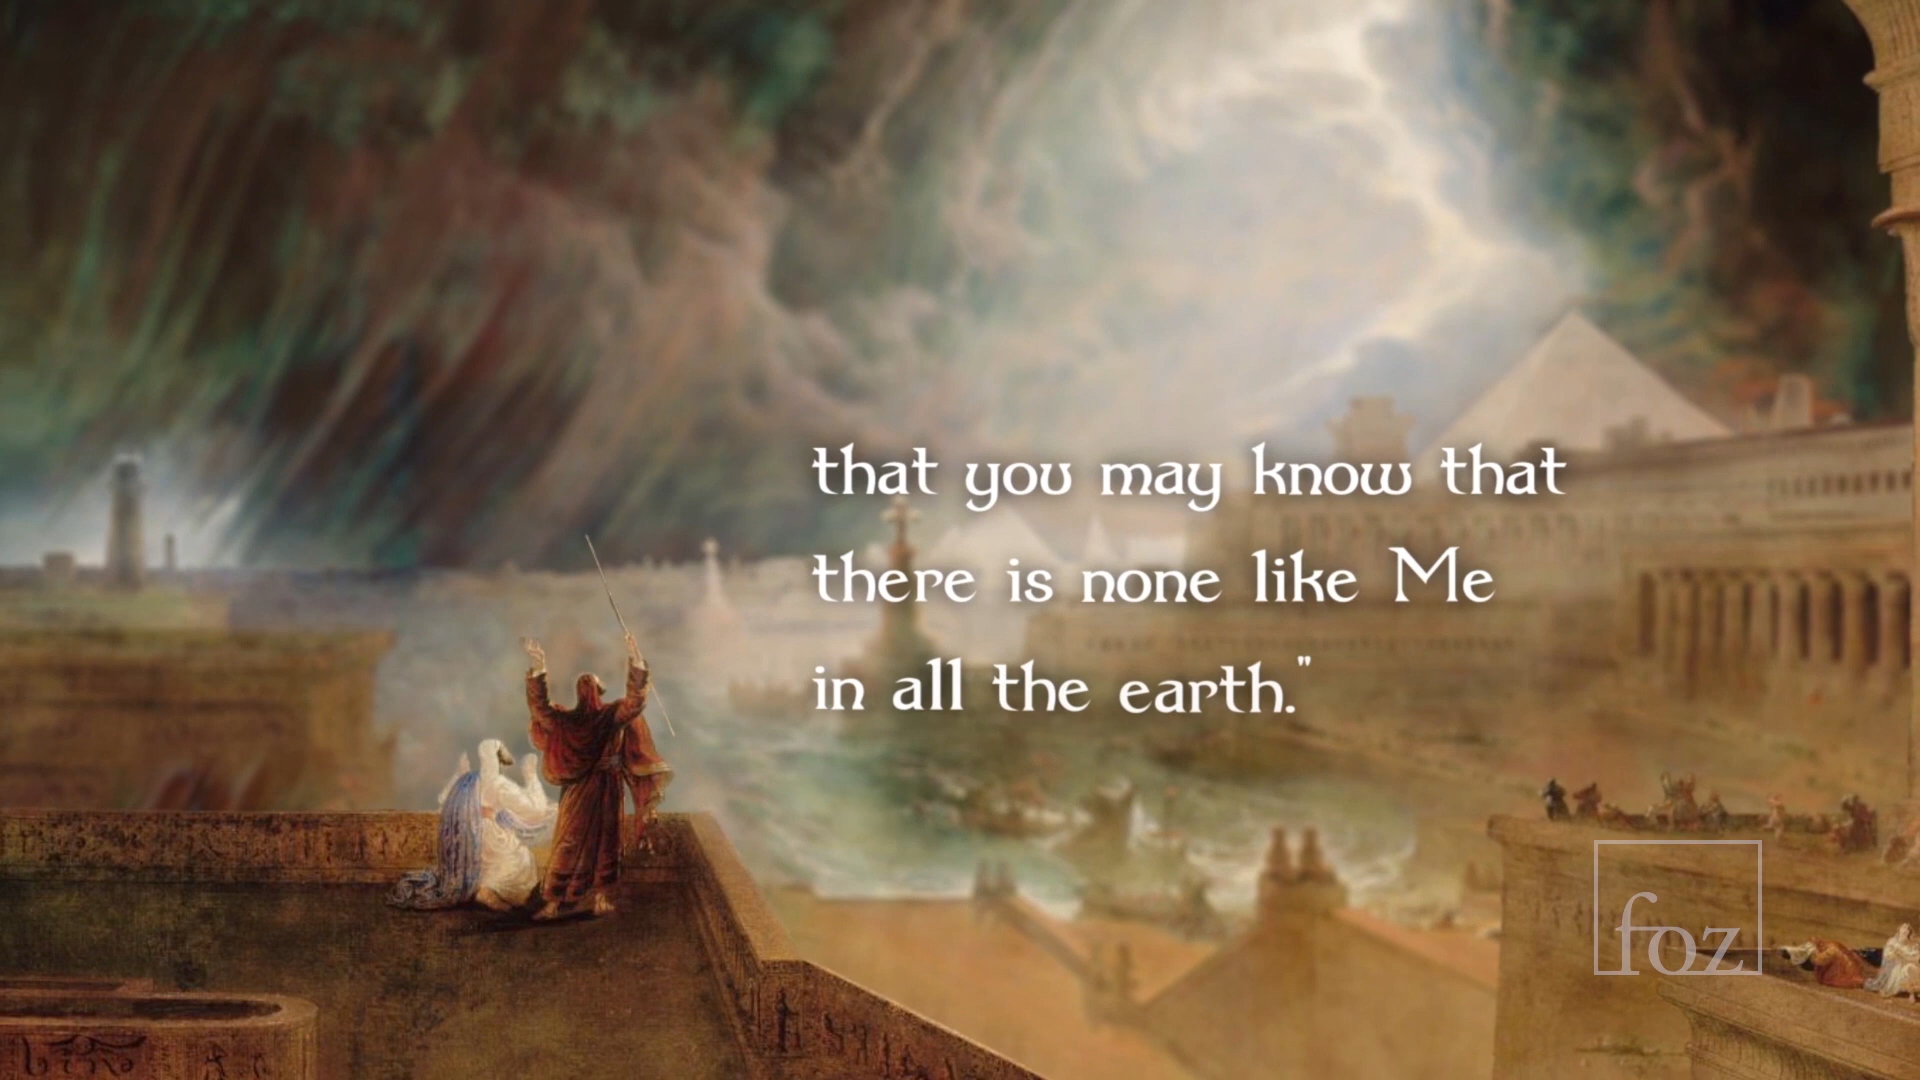 that you may know that
there is none like Me
in all the earth."
foz